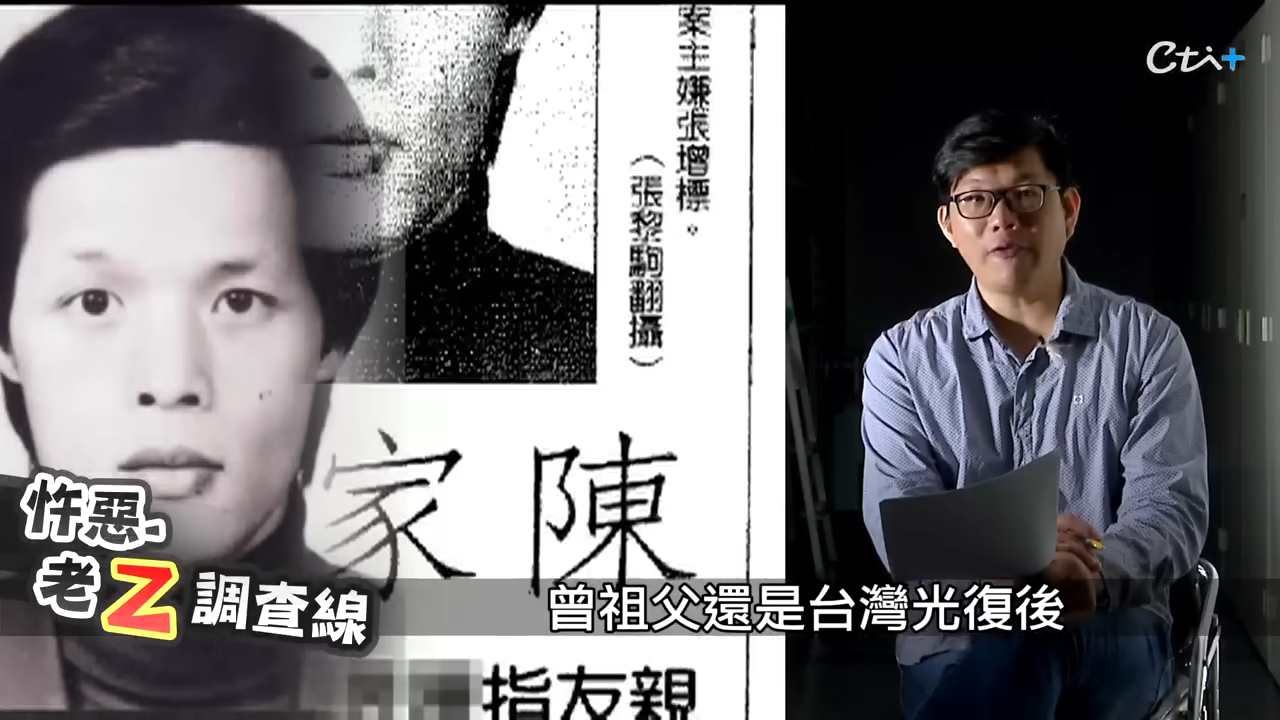 Cti+
案主嫌張增標。
（張黎駒翻攝）
陳家
親友指
忤惡.
老Z調查線
曾祖父還是台灣光復後